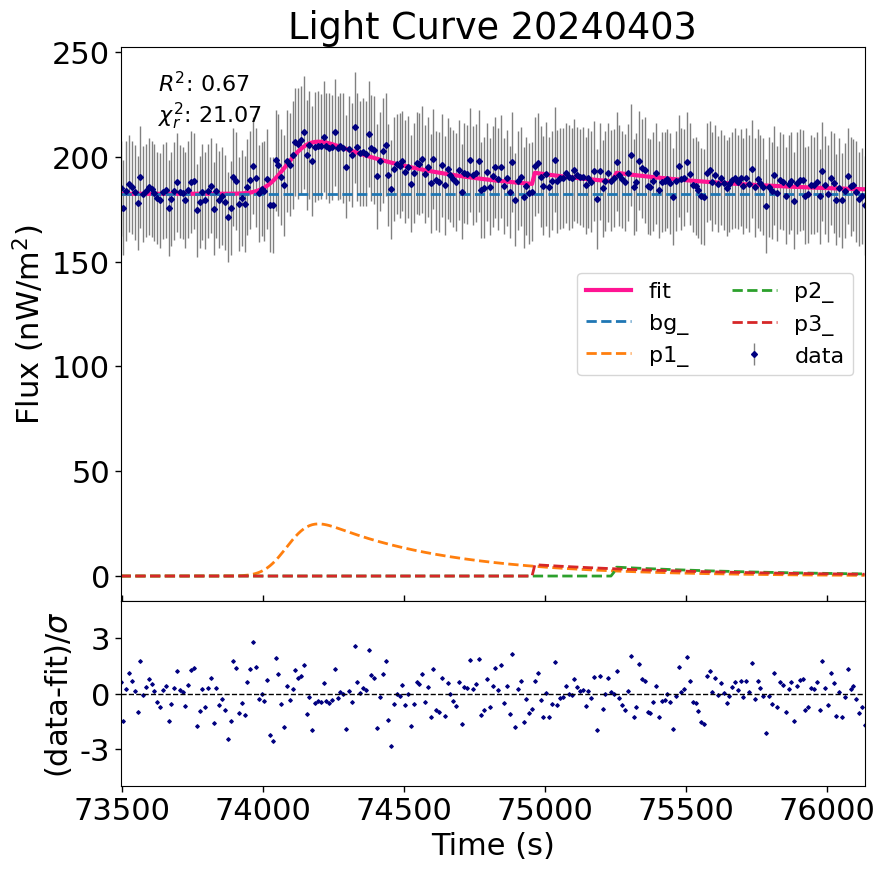 Light Curve 20240403
R²: 0.67
χ²ᵣ: 21.07
Flux (nW/m²)
250
200
150
100
50
0
fit
bg_
p1_
p2_
p3_
data
(data-fit)/σ
3
0
-3
73500 74000 74500 75000 75500 76000
Time (s)